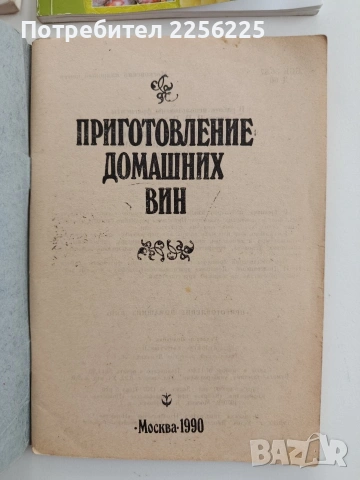 Потребител 2256225
ПРИГОТОВЛЕНИЕ
ДОМАШНИХ
ВИН
·Москва·1990
BAZAR